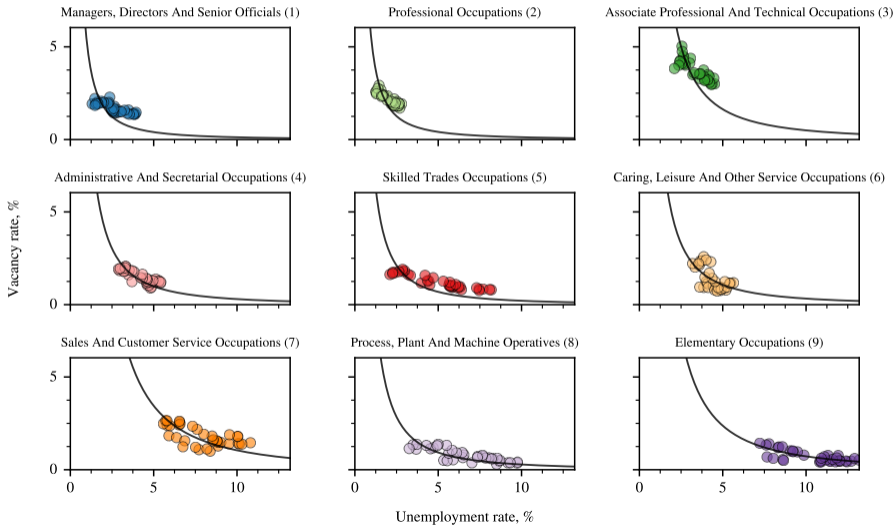 Managers, Directors And Senior Officials (1)
Professional Occupations (2)
Associate Professional And Technical Occupations (3)
5
0
Administrative And Secretarial Occupations (4)
Skilled Trades Occupations (5)
Caring, Leisure And Other Service Occupations (6)
5
0
Vacancy rate, %
Sales And Customer Service Occupations (7)
Process, Plant And Machine Operatives (8)
Elementary Occupations (9)
5
0
0 5 10
0 5 10
0 5 10
Unemployment rate, %